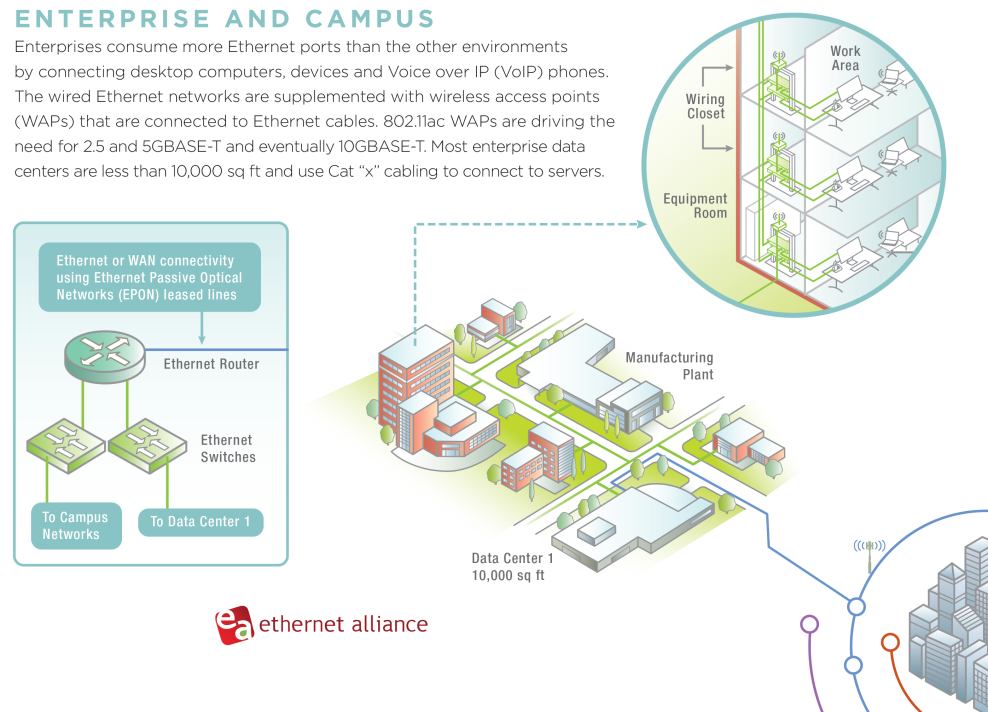 ENTERPRISE AND CAMPUS
Enterprises consume more Ethernet ports than the other environments
by connecting desktop computers, devices and Voice over IP (VoIP) phones.
The wired Ethernet networks are supplemented with wireless access points
(WAPs) that are connected to Ethernet cables. 802.11ac WAPs are driving the
need for 2.5 and 5GBASE-T and eventually 10GBASE-T. Most enterprise data
centers are less than 10,000 sq ft and use Cat “x” cabling to connect to servers.
Work
Area
Wiring
Closet
Equipment
Room
Ethernet or WAN connectivity
using Ethernet Passive Optical
Networks (EPON) leased lines
Ethernet Router
Ethernet
Switches
To Campus
Networks
To Data Center 1
Manufacturing
Plant
Data Center 1
10,000 sq ft
ea ethernet alliance